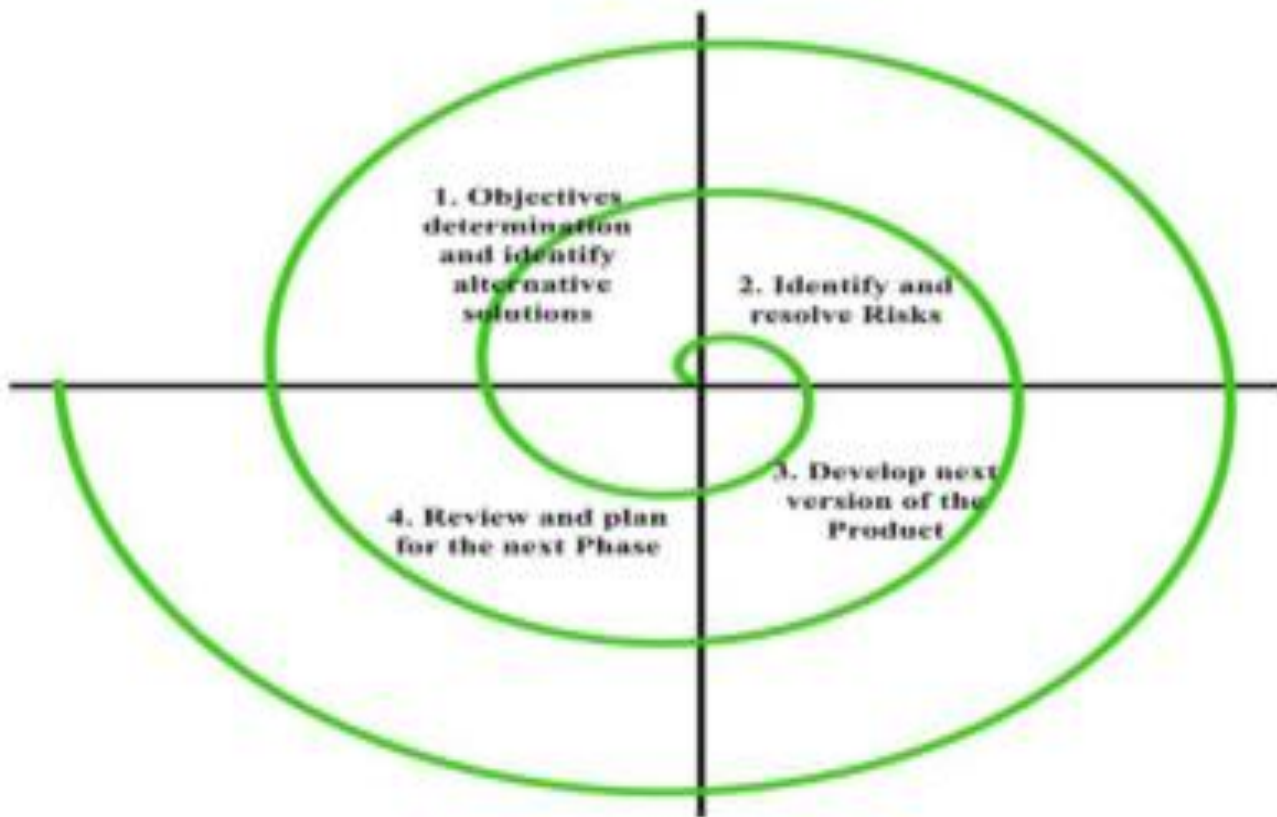 1. Objectives
determination
and identify
alternative
solutions
2. Identify and
resolve Risks
3. Develop next
version of the
Product
4. Review and plan
for the next Phase